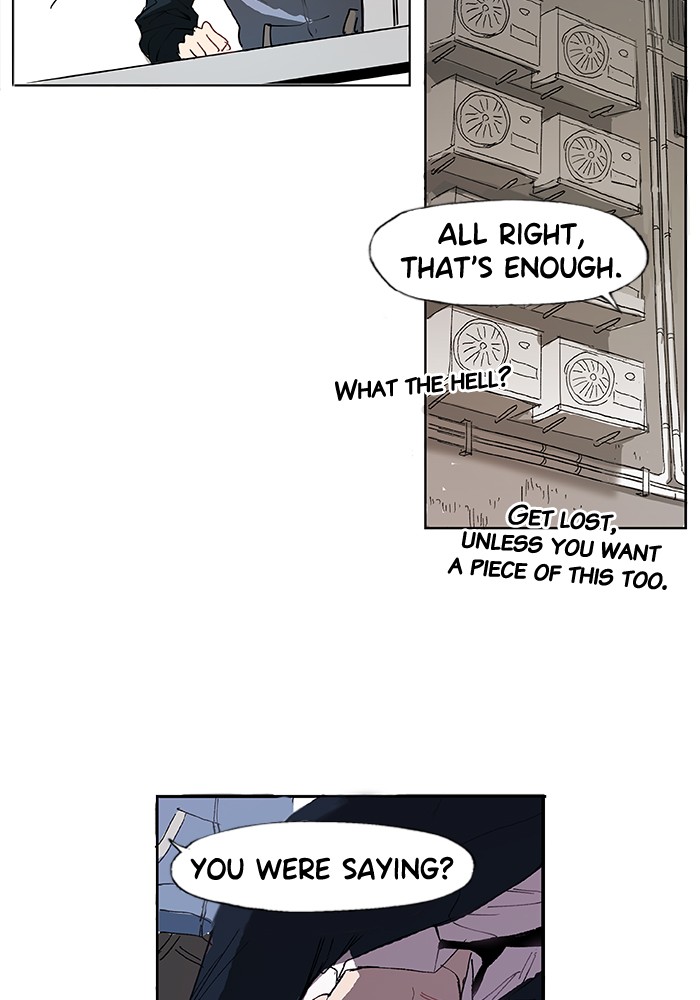 ALL RIGHT,
THAT'S ENOUGH.
WHAT THE HELL?
GET LOST,
UNLESS YOU WANT
A PIECE OF THIS TOO.
YOU WERE SAYING?